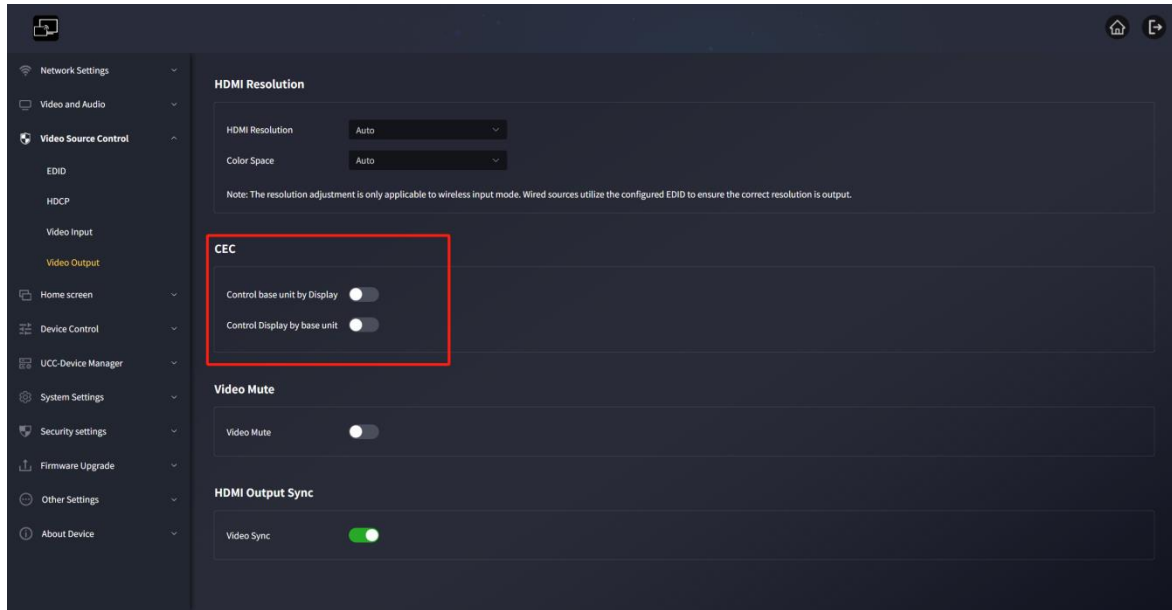 Network Settings
Video and Audio
Video Source Control
EDID
HDCP
Video Input
Video Output
Home screen
Device Control
UCC-Device Manager
System Settings
Security settings
Firmware Upgrade
Other Settings
About Device
HDMI Resolution
HDMI Resolution Auto
Color Space Auto
Note: The resolution adjustment is only applicable to wireless input mode. Wired sources utilize the configured EDID to ensure the correct resolution is output.
CEC
Control base unit by Display
Control Display by base unit
Video Mute
Video Mute
HDMI Output Sync
Video Sync